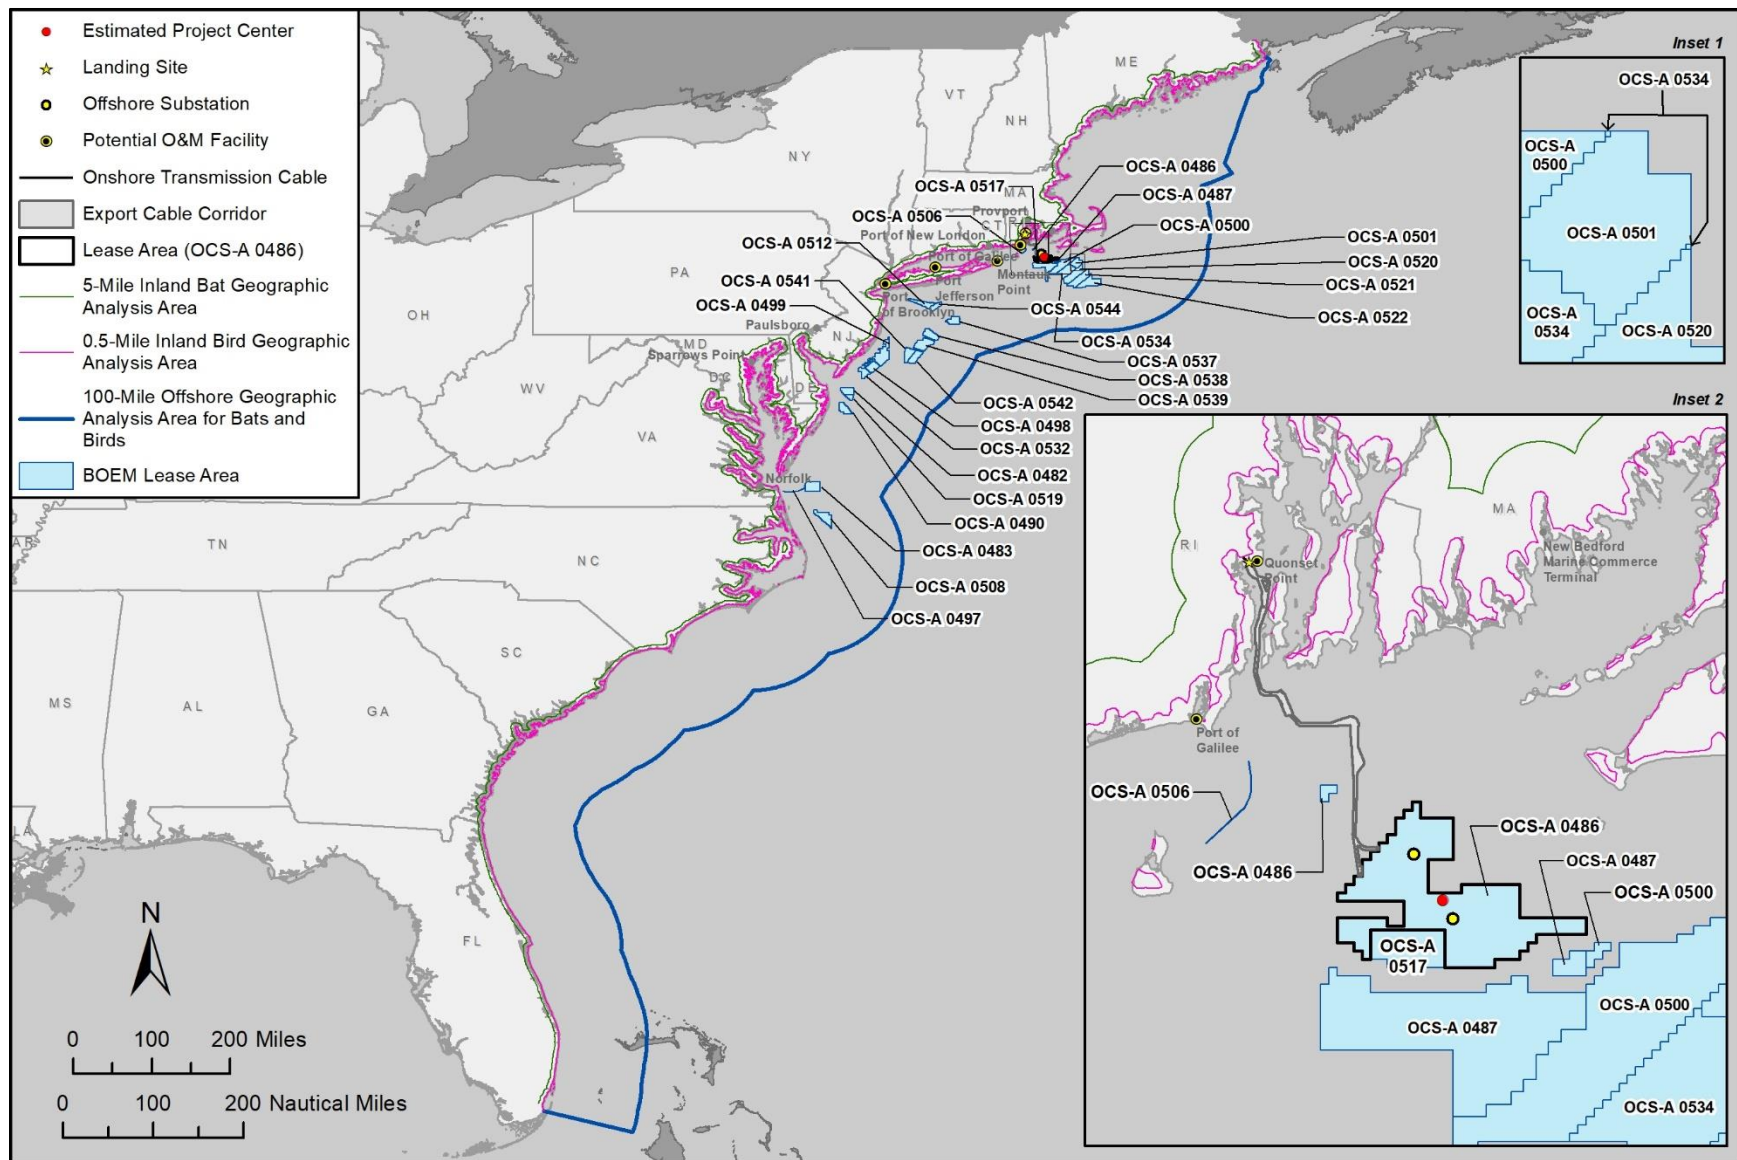 Estimated Project Center
Landing Site
Offshore Substation
Potential O&M Facility
Onshore Transmission Cable
Export Cable Corridor
Lease Area (OCS-A 0486)
5-Mile Inland Bat Geographic
Analysis Area
0.5-Mile Inland Bird Geographic
Analysis Area
100-Mile Offshore Geographic
Analysis Area for Bats and
Birds
BOEM Lease Area
ME
VT
NH
NY
MA
CT
PA
OH
NJ
MD
DC
DE
WV
VA
TN
NC
AR
SC
MS
AL
GA
LA
FL
OCS-A 0486
OCS-A 0517
OCS-A 0487
Provport
OCS-A 0506
OCS-A 0500
Port of New London
OCS-A 0512
OCS-A 0501
Port of Galilee
OCS-A 0520
OCS-A 0541
Montauk
Point
OCS-A 0521
Port
Jefferson
OCS-A 0499
Port
of Brooklyn
OCS-A 0544
OCS-A 0522
Paulsboro
OCS-A 0534
Sparrows Point
OCS-A 0537
OCS-A 0538
OCS-A 0539
OCS-A 0542
OCS-A 0498
OCS-A 0532
OCS-A 0482
Norfolk
OCS-A 0519
OCS-A 0490
OCS-A 0483
OCS-A 0508
OCS-A 0497
N
0 100 200 Miles
0 100 200 Nautical Miles
Inset 1
OCS-A 0534
OCS-A
0500
OCS-A 0501
OCS-A
0534
OCS-A 0520
Inset 2
MA
RI
New Bedford
Marine Commerce
Terminal
Quonset
Point
Port of
Galilee
OCS-A 0506
OCS-A 0486
OCS-A 0486
OCS-A 0487
OCS-A 0500
OCS-A
0517
OCS-A 0500
OCS-A 0487
OCS-A 0534